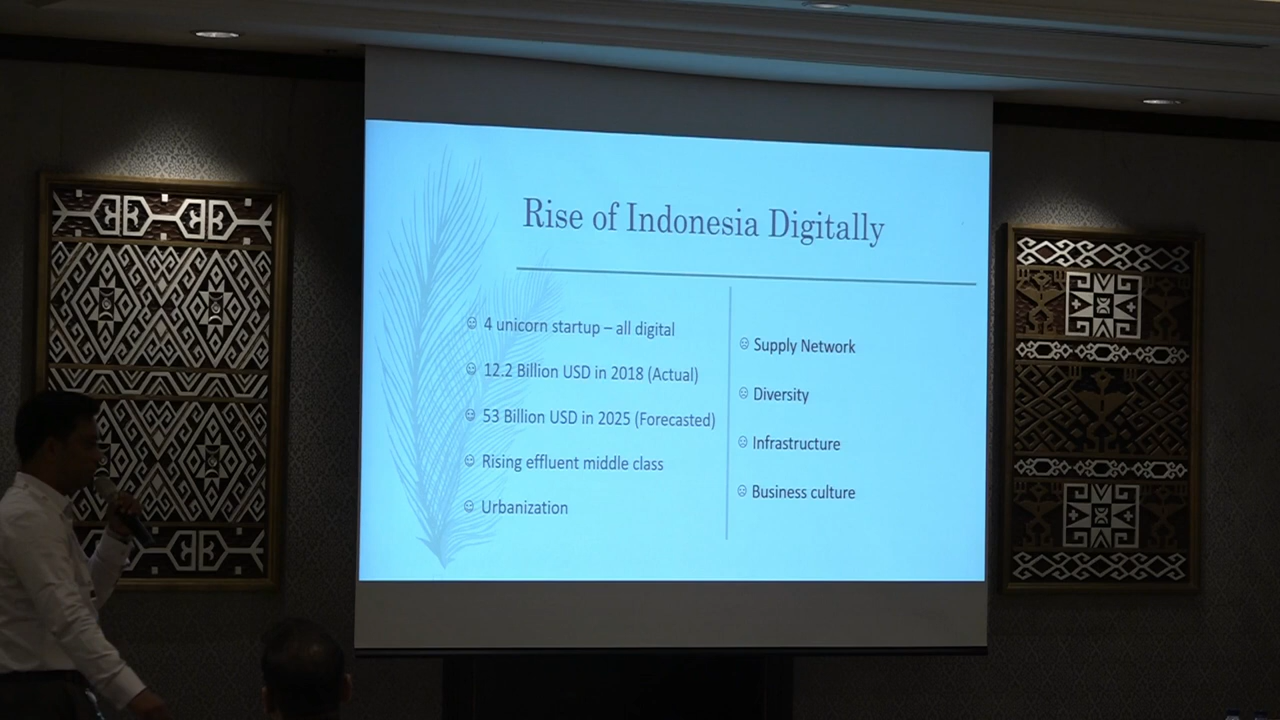 Rise of Indonesia Digitally
☺ 4 unicorn startup – all digital
☺ 12.2 Billion USD in 2018 (Actual)
☺ 53 Billion USD in 2025 (Forecasted)
☺ Rising effluent middle class
☺ Urbanization
☹ Supply Network
☹ Diversity
☹ Infrastructure
☹ Business culture